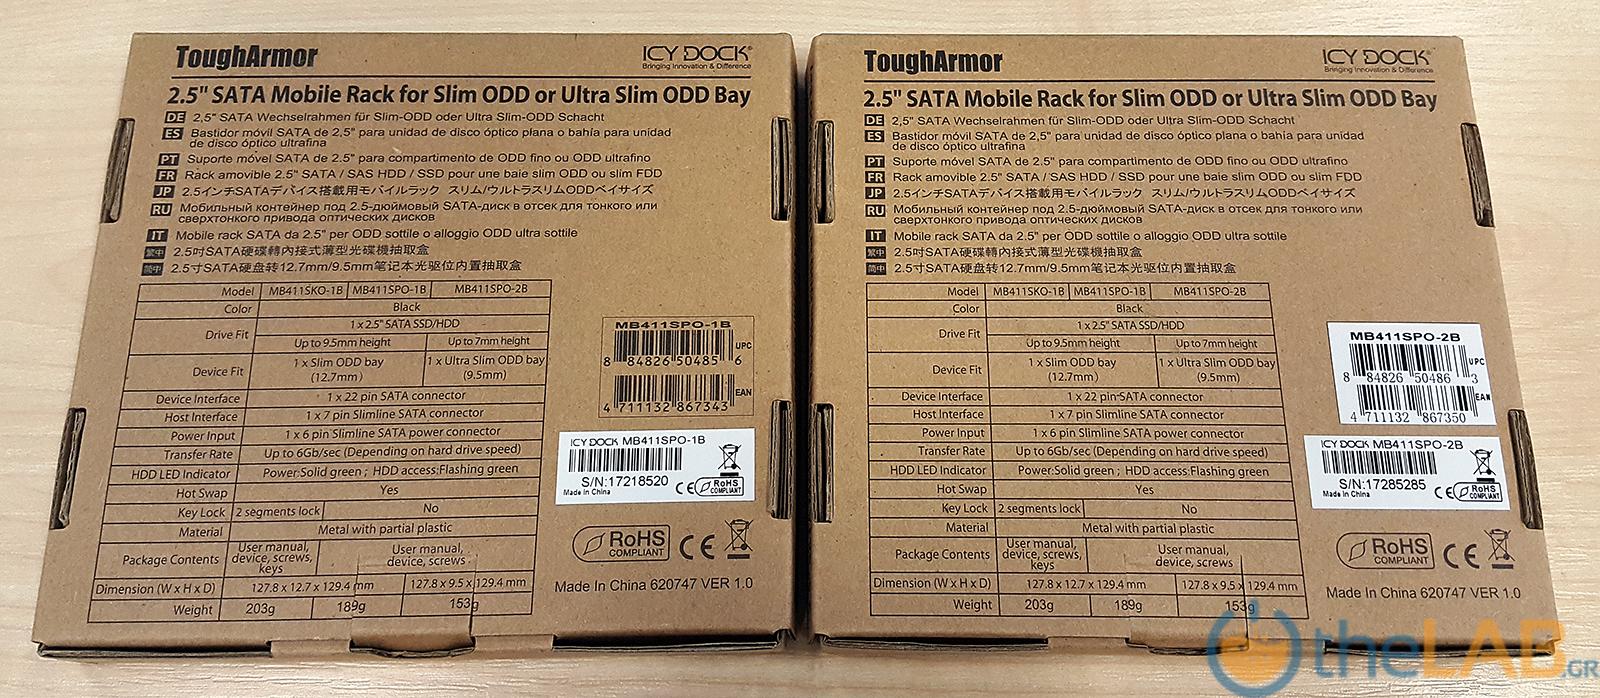 ToughArmor
ICY DOCK®
Bringing Innovation & Difference
2.5" SATA Mobile Rack for Slim ODD or Ultra Slim ODD Bay
DE 2,5" SATA Wechselrahmen für Slim-ODD oder Ultra Slim-ODD Schacht
ES Bastidor móvil SATA de 2,5" para unidad de disco óptico plana o bahía para unidad
de disco óptico ultrafina
PT Suporte móvel SATA de 2.5" para compartimento de ODD fino ou ODD ultrafino
FR Rack amovible 2.5" SATA / SAS HDD / SSD pour une baie slim ODD ou slim FDD
JP 2.5インチSATAデバイス搭載用モバイルラック スリム/ウルトラスリムODDベイサイズ
RU Мобильный контейнер под 2.5-дюймовый SATA-диск в отсек для тонкого или
сверхтонкого привода оптических дисков
IT Mobile rack SATA da 2.5" per ODD sottile o alloggio ODD ultra sottile
繁中 2.5吋SATA硬碟轉內接式薄型光碟機抽取盒
简中 2.5寸SATA硬盘转12.7mm/9.5mm笔记本光驱位内置抽取盒
Model MB411SKO-1B MB411SPO-1B MB411SPO-2B
Color Black
Drive Fit 1 x 2.5" SATA SSD/HDD
Up to 9.5mm height Up to 7mm height
Device Fit 1 x Slim ODD bay (12.7mm) 1 x Ultra Slim ODD bay (9.5mm)
Device Interface 1 x 22 pin SATA connector
Host Interface 1 x 7 pin Slimline SATA connector
Power Input 1 x 6 pin Slimline SATA power connector
Transfer Rate Up to 6Gb/sec (Depending on hard drive speed)
HDD LED Indicator Power:Solid green ; HDD access:Flashing green
Hot Swap Yes
Key Lock 2 segments lock No
Material Metal with partial plastic
Package Contents User manual, device, screws, keys User manual, device, screws
Dimension (W x H x D) 127.8 x 12.7 x 129.4 mm 127.8 x 9.5 x 129.4 mm
Weight 203g 189g 153g
MB411SPO-1B
UPC
8 84826 50485 6
EAN
4 711132 867343
ICY DOCK MB411SPO-1B
S/N:17218520
Made In China
CE RoHS COMPLIANT
RoHS COMPLIANT CE
Made In China 620747 VER 1.0
ToughArmor
ICY DOCK®
Bringing Innovation & Difference
2.5" SATA Mobile Rack for Slim ODD or Ultra Slim ODD Bay
DE 2,5" SATA Wechselrahmen für Slim-ODD oder Ultra Slim-ODD Schacht
ES Bastidor móvil SATA de 2,5" para unidad de disco óptico plana o bahía para unidad
de disco óptico ultrafina
PT Suporte móvel SATA de 2.5" para compartimento de ODD fino ou ODD ultrafino
FR Rack amovible 2.5" SATA / SAS HDD / SSD pour une baie slim ODD ou slim FDD
JP 2.5インチSATAデバイス搭載用モバイルラック スリム/ウルトラスリムODDベイサイズ
RU Мобильный контейнер под 2.5-дюймовый SATA-диск в отсек для тонкого или
сверхтонкого привода оптических дисков
IT Mobile rack SATA da 2.5" per ODD sottile o alloggio ODD ultra sottile
繁中 2.5吋SATA硬碟轉內接式薄型光碟機抽取盒
简中 2.5寸SATA硬盘转12.7mm/9.5mm笔记本光驱位内置抽取盒
Model MB411SKO-1B MB411SPO-1B MB411SPO-2B
Color Black
Drive Fit 1 x 2.5" SATA SSD/HDD
Up to 9.5mm height Up to 7mm height
Device Fit 1 x Slim ODD bay (12.7mm) 1 x Ultra Slim ODD bay (9.5mm)
Device Interface 1 x 22 pin SATA connector
Host Interface 1 x 7 pin Slimline SATA connector
Power Input 1 x 6 pin Slimline SATA power connector
Transfer Rate Up to 6Gb/sec (Depending on hard drive speed)
HDD LED Indicator Power:Solid green ; HDD access:Flashing green
Hot Swap Yes
Key Lock 2 segments lock No
Material Metal with partial plastic
Package Contents User manual, device, screws, keys User manual, device, screws
Dimension (W x H x D) 127.8 x 12.7 x 129.4 mm 127.8 x 9.5 x 129.4 mm
Weight 203g 189g 153g
MB411SPO-2B
UPC
8 84826 50486 3
EAN
4 711132 867350
ICY DOCK MB411SPO-2B
S/N:17285285
Made In China
CE RoHS COMPLIANT
RoHS COMPLIANT CE
Made In China 620747 VER 1.0
theLAB.GR